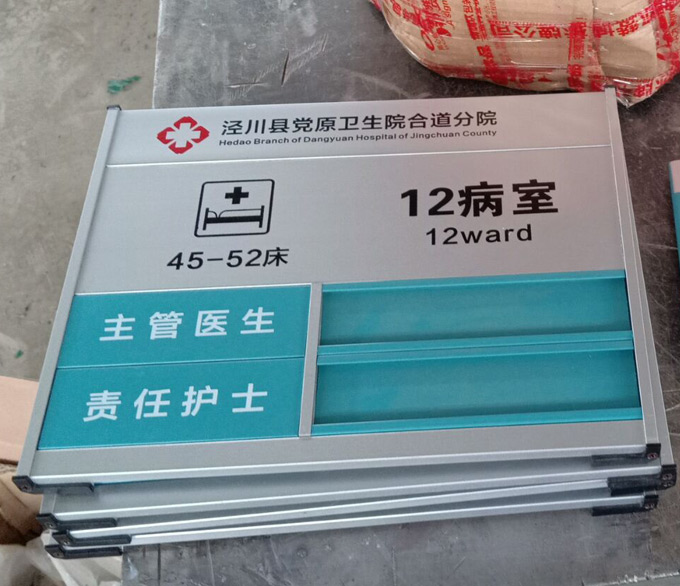 泾川县党原卫生院合道分院
Hedao Branch of Dangyuan Hospital of Jingchuan County
12病室
12ward
45-52床
主管医生
责任护士